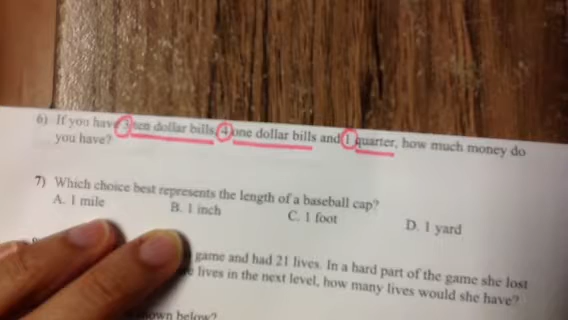 6) If you have 3 ten dollar bills, 4 one dollar bills and 1 quarter, how much money do
you have?
7) Which choice best represents the length of a baseball cap?
A. 1 mile B. 1 inch C. 1 foot D. 1 yard
game and had 21 lives. In a hard part of the game she lost
lives in the next level, how many lives would she have?
below?